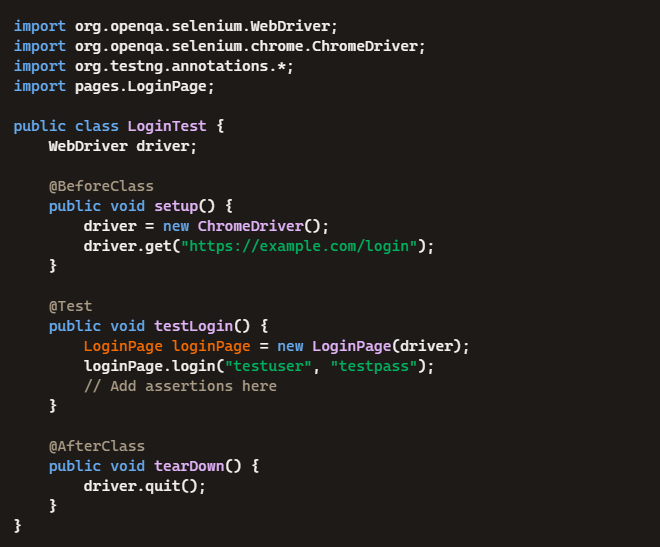 import org.openqa.selenium.WebDriver;
import org.openqa.selenium.chrome.ChromeDriver;
import org.testng.annotations.*;
import pages.LoginPage;

public class LoginTest {
    WebDriver driver;

    @BeforeClass
    public void setup() {
        driver = new ChromeDriver();
        driver.get("https://example.com/login");
    }

    @Test
    public void testLogin() {
        LoginPage loginPage = new LoginPage(driver);
        loginPage.login("testuser", "testpass");
        // Add assertions here
    }

    @AfterClass
    public void tearDown() {
        driver.quit();
    }
}